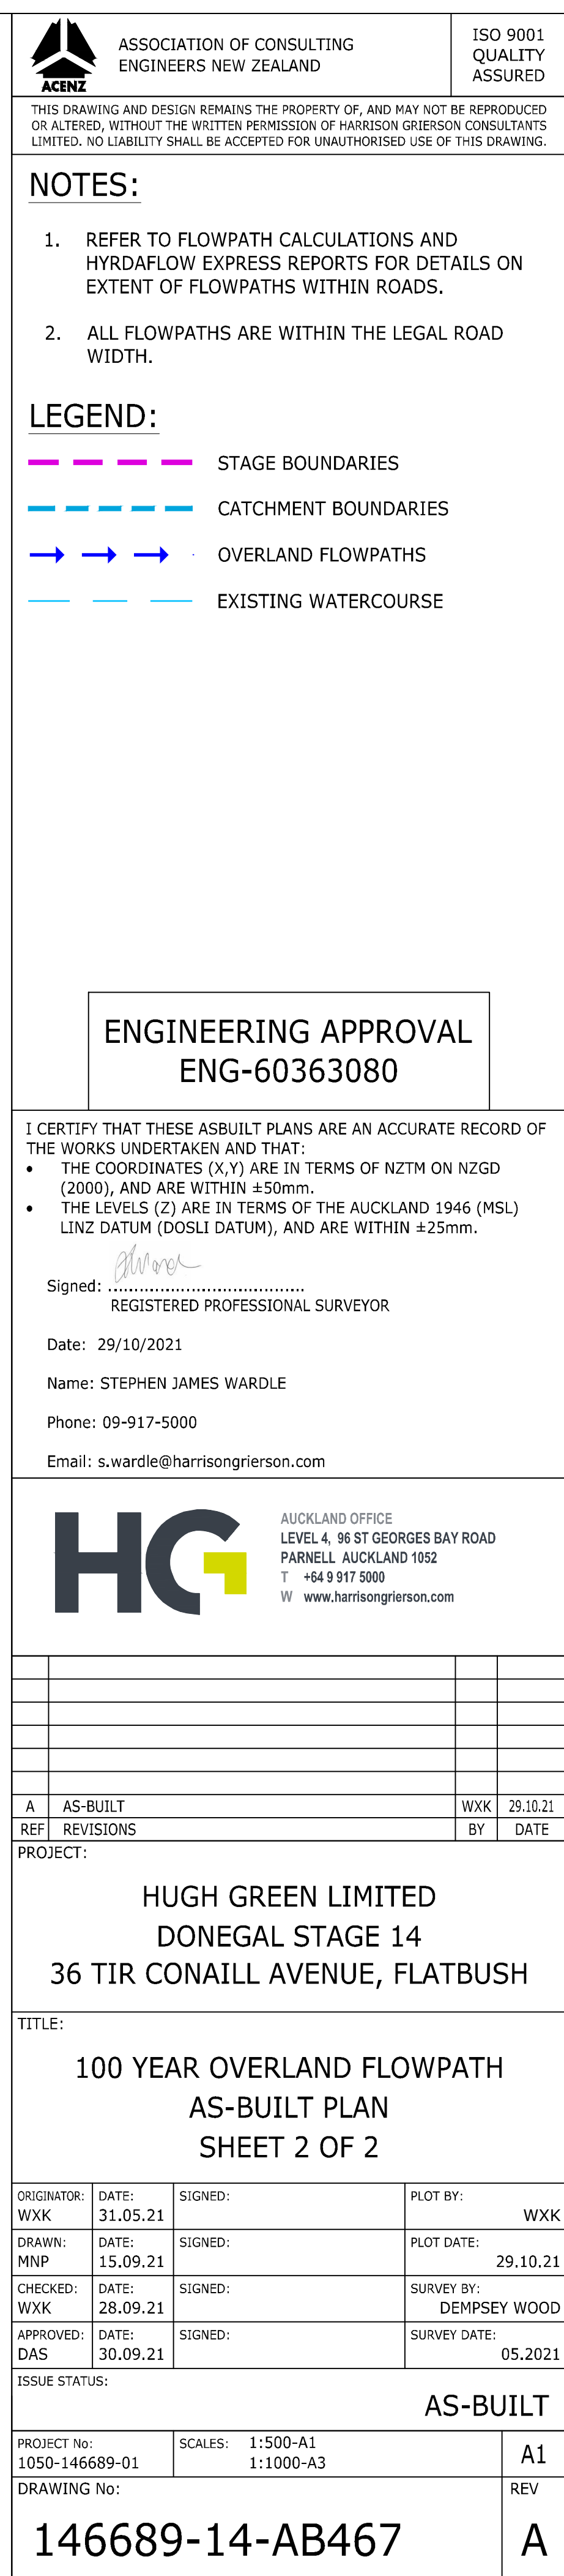 ACENZ
ASSOCIATION OF CONSULTING
ENGINEERS NEW ZEALAND
ISO 9001
QUALITY
ASSURED
THIS DRAWING AND DESIGN REMAINS THE PROPERTY OF, AND MAY NOT BE REPRODUCED
OR ALTERED, WITHOUT THE WRITTEN PERMISSION OF HARRISON GRIERSON CONSULTANTS
LIMITED. NO LIABILITY SHALL BE ACCEPTED FOR UNAUTHORISED USE OF THIS DRAWING.
NOTES:
1. REFER TO FLOWPATH CALCULATIONS AND
HYRDAFLOW EXPRESS REPORTS FOR DETAILS ON
EXTENT OF FLOWPATHS WITHIN ROADS.
2. ALL FLOWPATHS ARE WITHIN THE LEGAL ROAD
WIDTH.
LEGEND:
STAGE BOUNDARIES
CATCHMENT BOUNDARIES
OVERLAND FLOWPATHS
EXISTING WATERCOURSE
ENGINEERING APPROVAL
ENG-60363080
I CERTIFY THAT THESE ASBUILT PLANS ARE AN ACCURATE RECORD OF
THE WORKS UNDERTAKEN AND THAT:
• THE COORDINATES (X,Y) ARE IN TERMS OF NZTM ON NZGD
(2000), AND ARE WITHIN ±50mm.
• THE LEVELS (Z) ARE IN TERMS OF THE AUCKLAND 1946 (MSL)
LINZ DATUM (DOSLI DATUM), AND ARE WITHIN ±25mm.
Signed: ......................................
REGISTERED PROFESSIONAL SURVEYOR
Date: 29/10/2021
Name: STEPHEN JAMES WARDLE
Phone: 09-917-5000
Email: s.wardle@harrisongrierson.com
HG
AUCKLAND OFFICE
LEVEL 4, 96 ST GEORGES BAY ROAD
PARNELL AUCKLAND 1052
T +64 9 917 5000
W www.harrisongrierson.com
A AS-BUILT WXK 29.10.21
REF REVISIONS BY DATE
PROJECT:
HUGH GREEN LIMITED
DONEGAL STAGE 14
36 TIR CONAILL AVENUE, FLATBUSH
TITLE:
100 YEAR OVERLAND FLOWPATH
AS-BUILT PLAN
SHEET 2 OF 2
ORIGINATOR: DATE: SIGNED: PLOT BY:
WXK 31.05.21 WXK
DRAWN: DATE: SIGNED: PLOT DATE:
MNP 15.09.21 29.10.21
CHECKED: DATE: SIGNED: SURVEY BY:
WXK 28.09.21 DEMPSEY WOOD
APPROVED: DATE: SIGNED: SURVEY DATE:
DAS 30.09.21 05.2021
ISSUE STATUS:
AS-BUILT
PROJECT No: SCALES: 1:500-A1
1050-146689-01 1:1000-A3
A1
DRAWING No: REV
146689-14-AB467 A